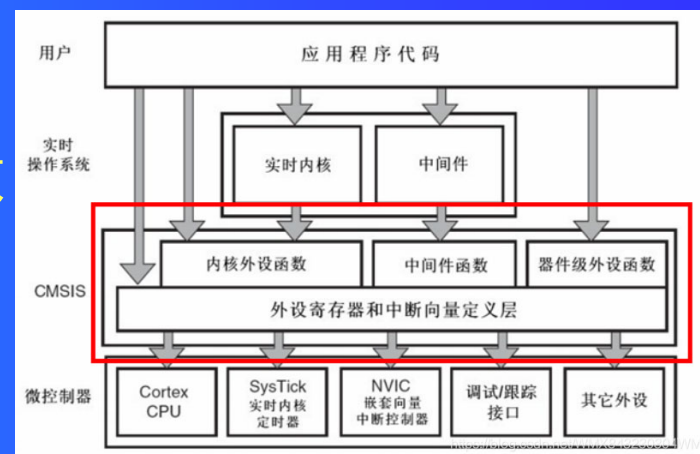 用户
应用程序代码
实时
操作系统
实时内核
中间件
CMSIS
内核外设函数
中间件函数
器件级外设函数
外设寄存器和中断向量定义层
微控制器
Cortex
CPU
SysTick
实时内核
定时器
NVIC
嵌套向量
中断控制器
调试/跟踪
接口
其它外设